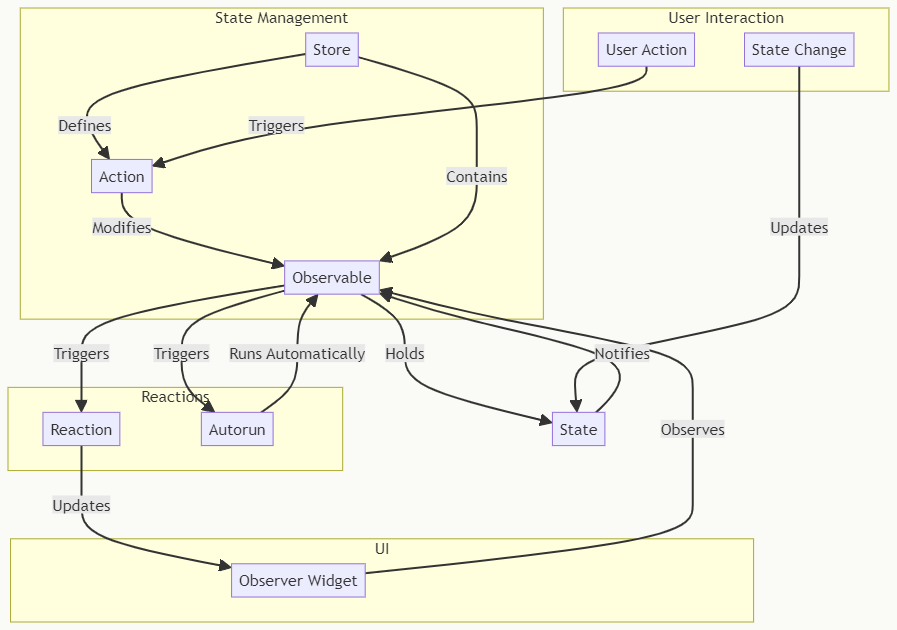 State Management
User Interaction
Store
User Action
State Change
Defines
Triggers
Action
Contains
Modifies
Updates
Observable
Triggers
Triggers
Runs Automatically
Holds
Notifies
Reactions
Reaction
Autorun
State
Observes
Updates
UI
Observer Widget